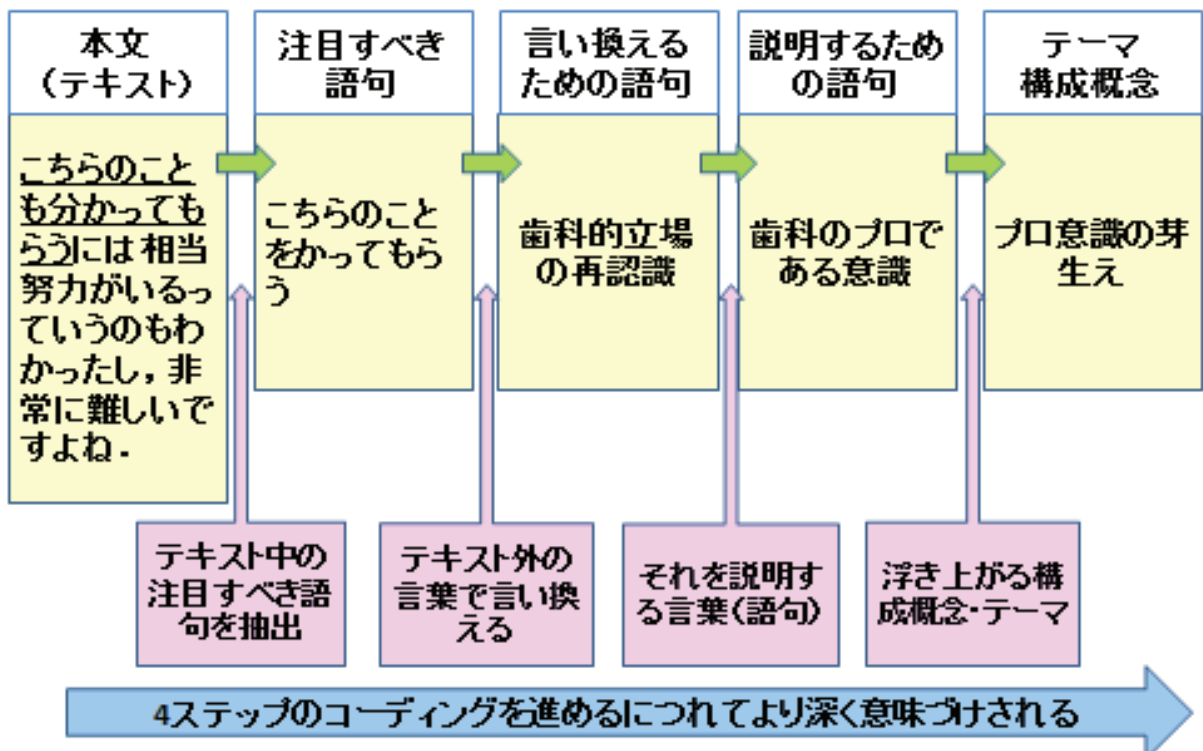 本文
(テキスト)
注目すべき
語句
言い換える
ための語句
説明するため
の語句
テーマ
構成概念
こちらのこと
も分かっても
らうには相当
努力がいるっ
ていうのもわ
かったし，非
常に難しいで
すよね．
こちらのこと
をかってもら
う
歯科的立場
の再認識
歯科のプロで
ある意識
プロ意識の芽
生え
テキスト中の
注目すべき語
句を抽出
テキスト外の
言葉で言い換
える
それを説明す
る言葉(語句)
浮き上がる構
成概念・テーマ
4ステップのコーディングを進めるにつれてより深く意味づけされる